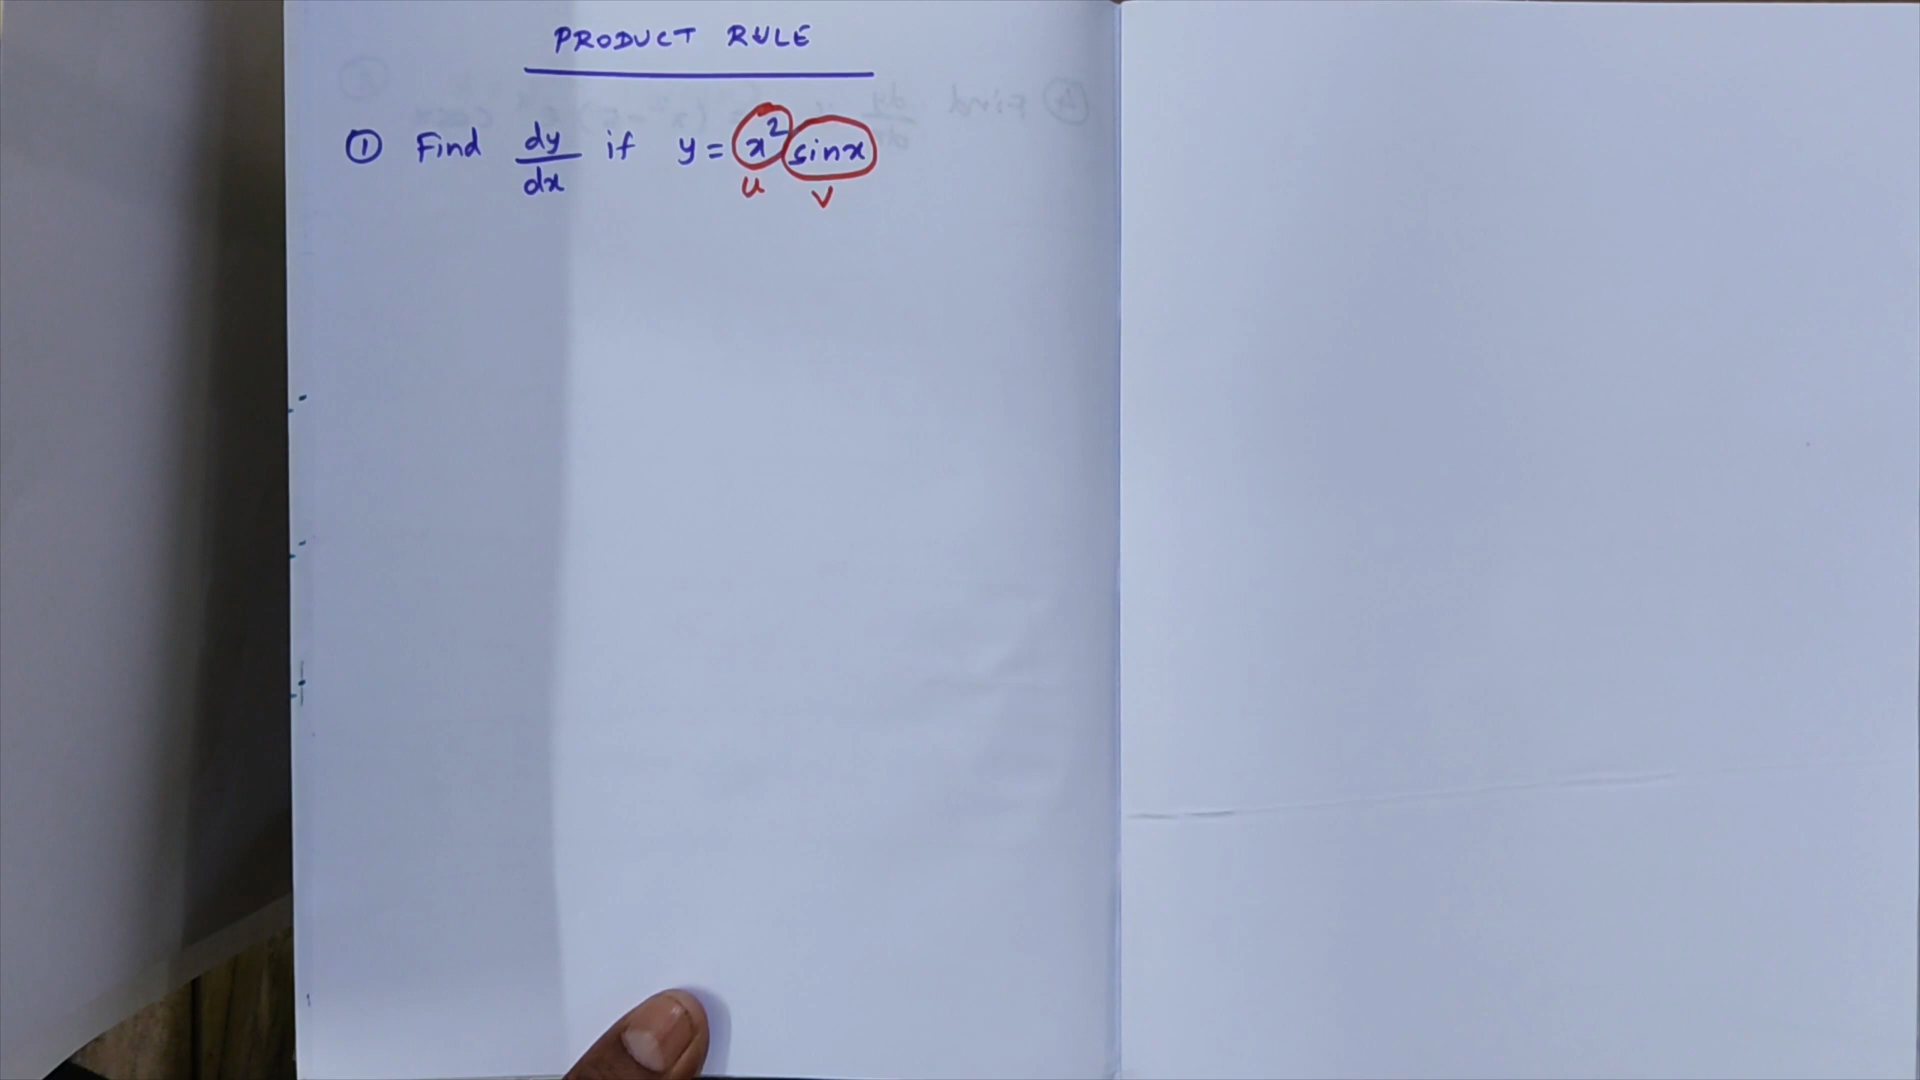 PRODUCT RULE
① Find dy/dx if y = x² sinx
u v